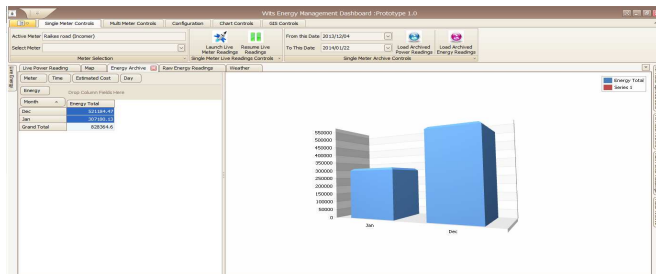 Wits Energy Management Dashboard :Prototype 1.0
Single Meter Controls Multi Meter Controls Configuration Chart Controls GIS Controls
Active Meter Raikes road (Incomer)
Select Meter
Meter Selection
Launch Live Meter Readings
Resume Live Readings
Single Meter Live Readings Controls
From this Date 2013/12/04
To This Date 2014/01/22
Load Archived Power Readings
Load Archived Energy Readings
Single Meter Archive Controls
Live Power Reading Map Energy Archive Raw Energy Readings Weather
Meter Time Estimated Cost Day
Energy Drop Column Fields Here
Month Energy Total
Dec 521184.47
Jan 307180.13
Grand Total 828364.6
Energy Total
Series 1
550000
500000
450000
400000
350000
300000
250000
200000
150000
100000
50000
0
Jan
Dec